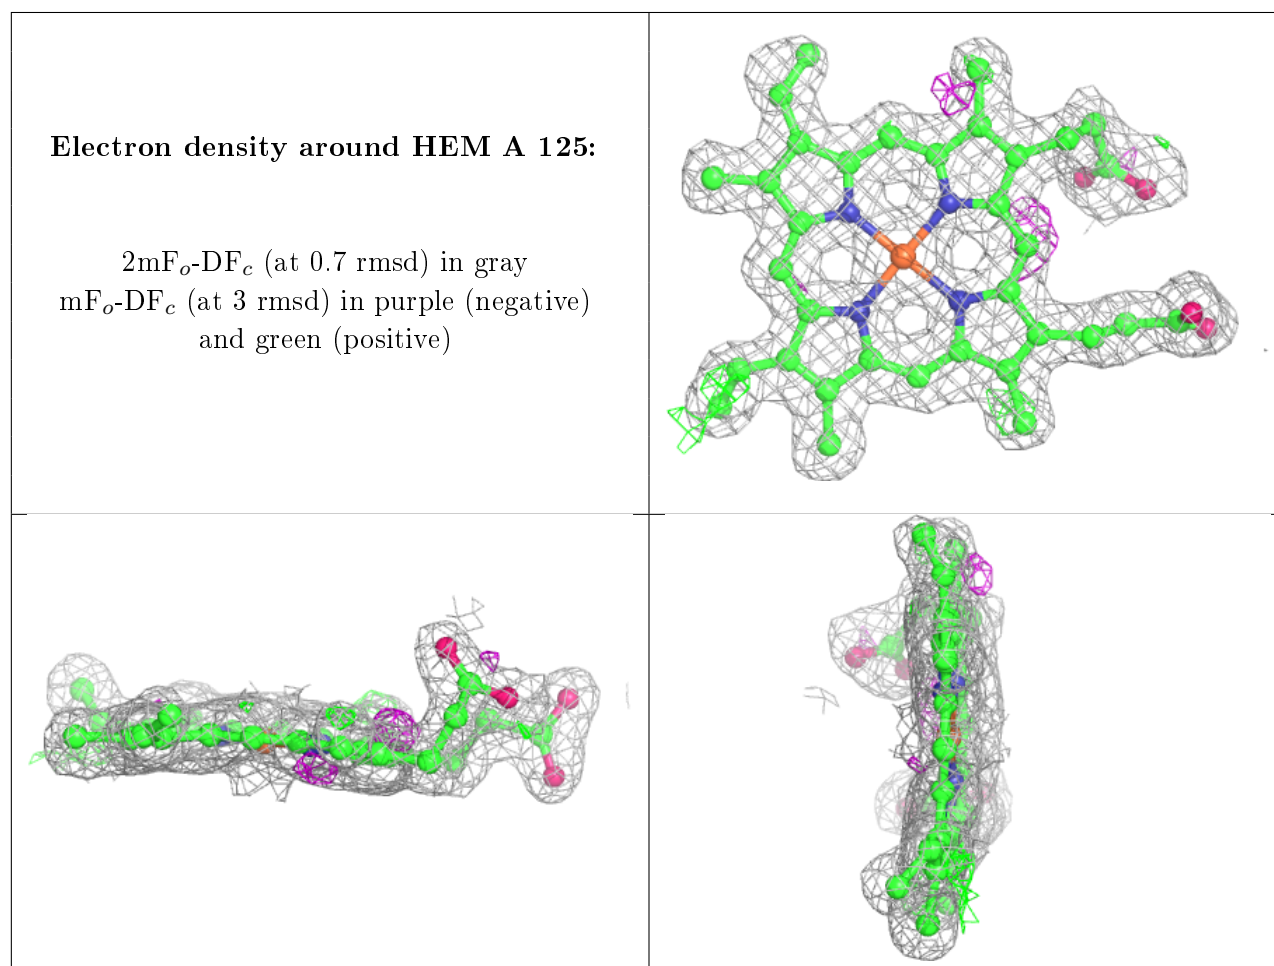 Electron density around HEM A 125:
2mFₒ-DF𝒸 (at 0.7 rmsd) in gray
mFₒ-DF𝒸 (at 3 rmsd) in purple (negative)
and green (positive)